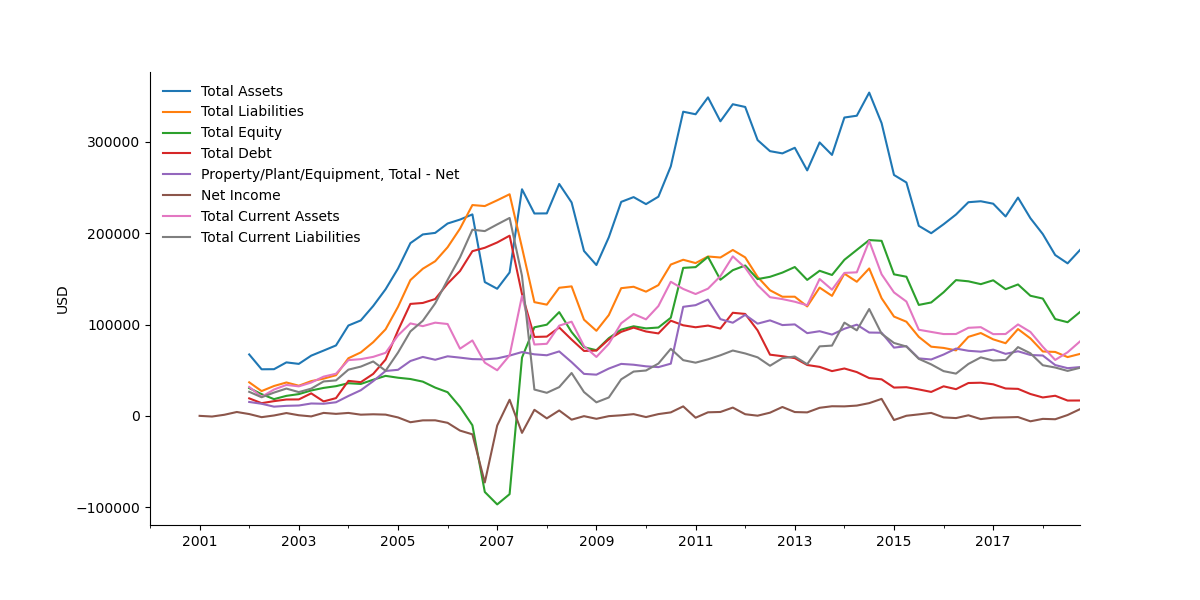 Total Assets
Total Liabilities
Total Equity
Total Debt
Property/Plant/Equipment, Total - Net
Net Income
Total Current Assets
Total Current Liabilities
USD
300000
200000
100000
0
−100000
2001 2003 2005 2007 2009 2011 2013 2015 2017